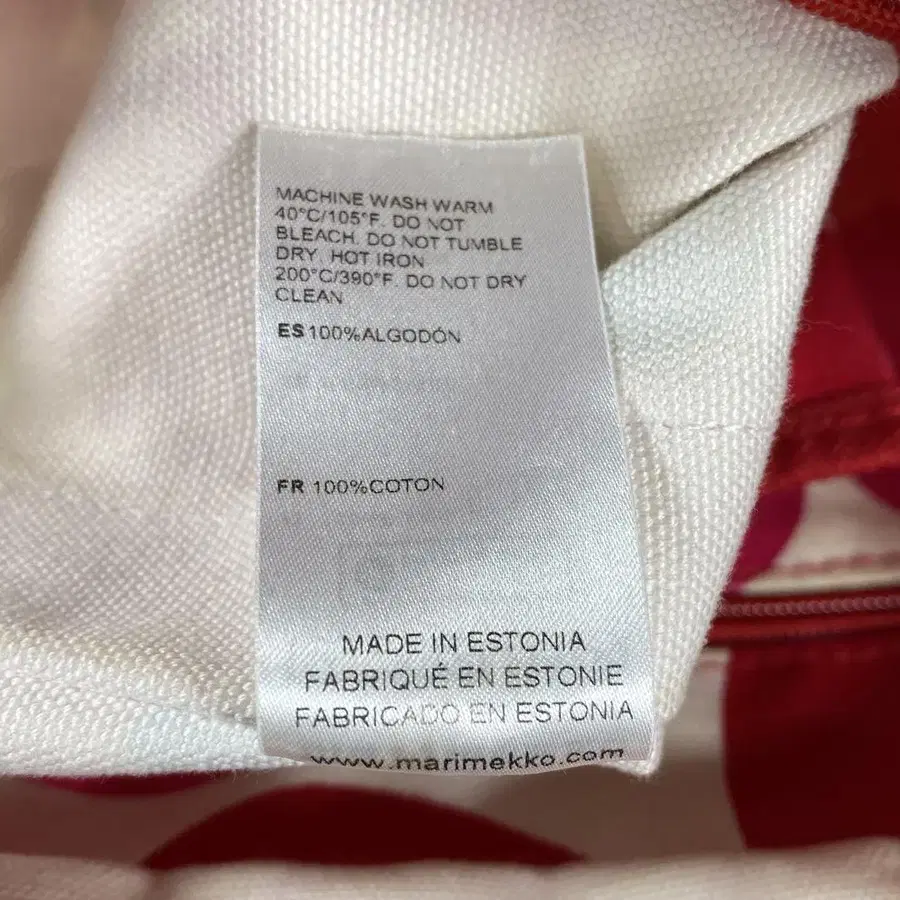 MACHINE WASH WARM
40°C/105°F. DO NOT
BLEACH. DO NOT TUMBLE
DRY. HOT IRON
200°C/390°F. DO NOT DRY
CLEAN
ES 100%ALGODÓN
FR 100%COTON
MADE IN ESTONIA
FABRIQUÉ EN ESTONIE
FABRICADO EN ESTONIA
www.marimekko.com